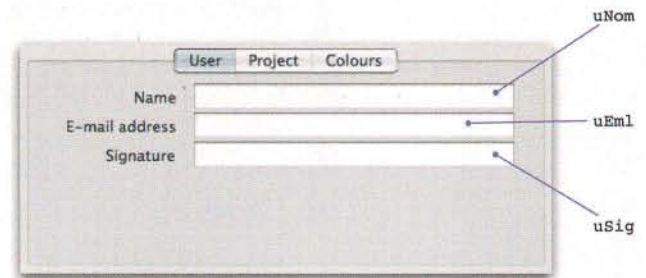 uNom
User Project Colours
Name
E-mail address
uEml
Signature
uSig